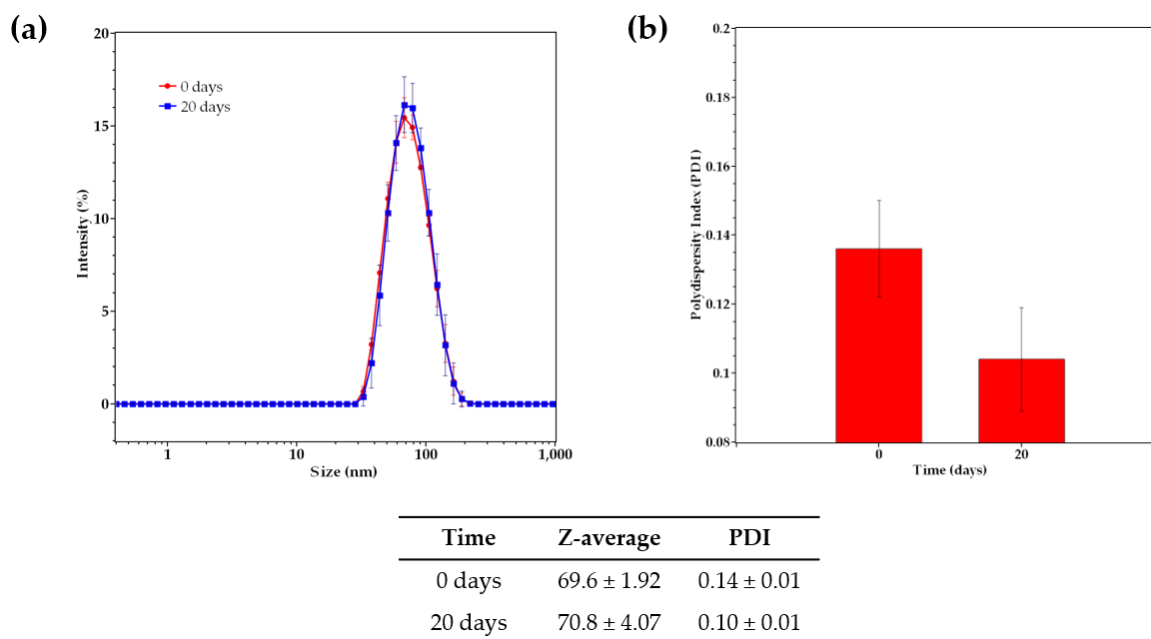 (a)
20
15
10
5
0
Intensity (%)
0 days
20 days
1
10
100
1,000
Size (nm)
(b)
0.2
0.18
0.16
0.14
0.12
0.1
0.08
Polydispersity Index (PDI)
0
20
Time (days)
Time Z-average PDI
0 days 69.6 ± 1.92 0.14 ± 0.01
20 days 70.8 ± 4.07 0.10 ± 0.01